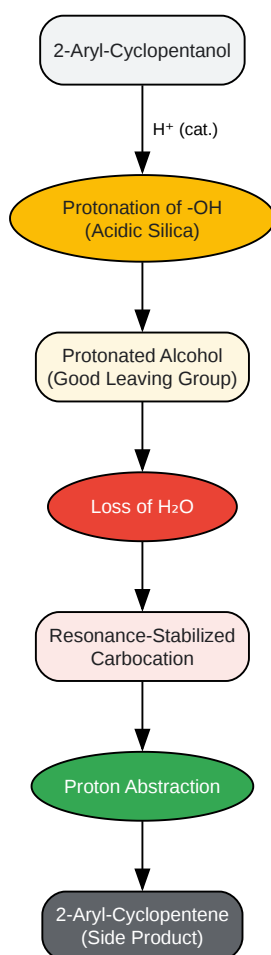 2-Aryl-Cyclopentanol
H⁺ (cat.)
Protonation of -OH
(Acidic Silica)
Protonated Alcohol
(Good Leaving Group)
Loss of H₂O
Resonance-Stabilized
Carbocation
Proton Abstraction
2-Aryl-Cyclopentene
(Side Product)